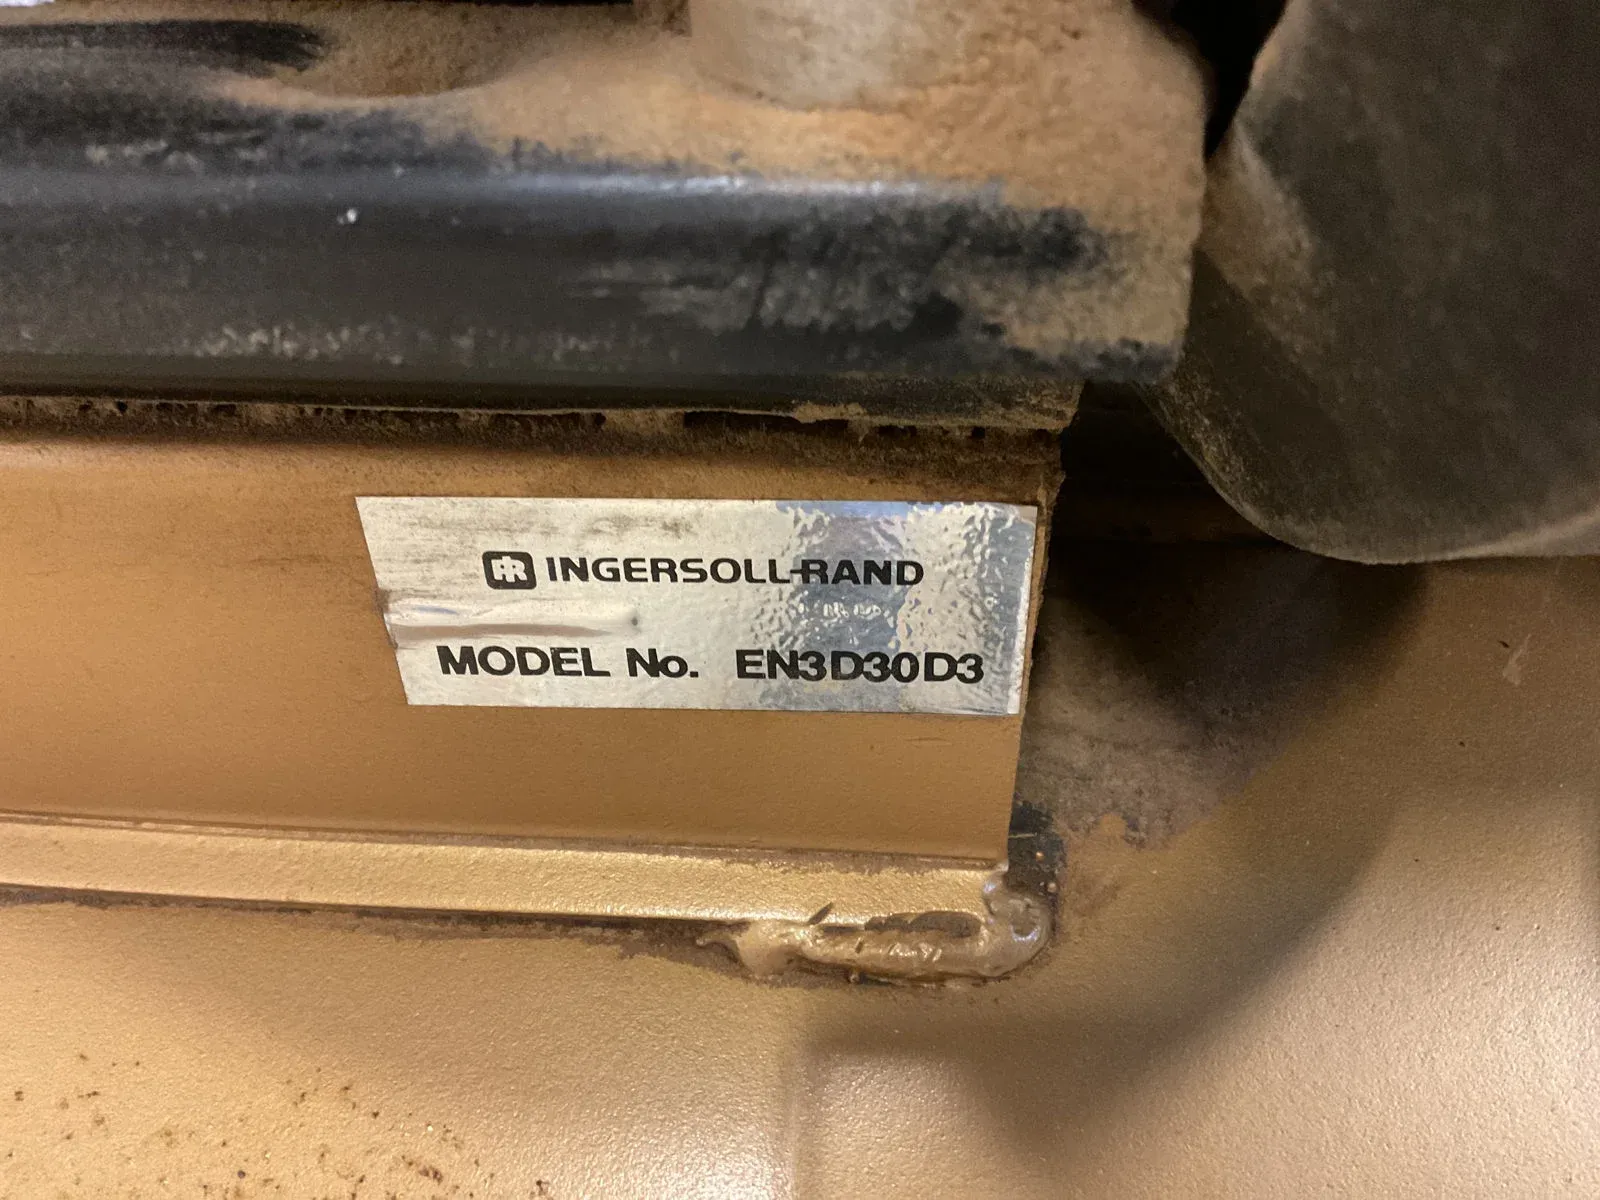 IR INGERSOLL-RAND
MODEL No. EN3D30D3